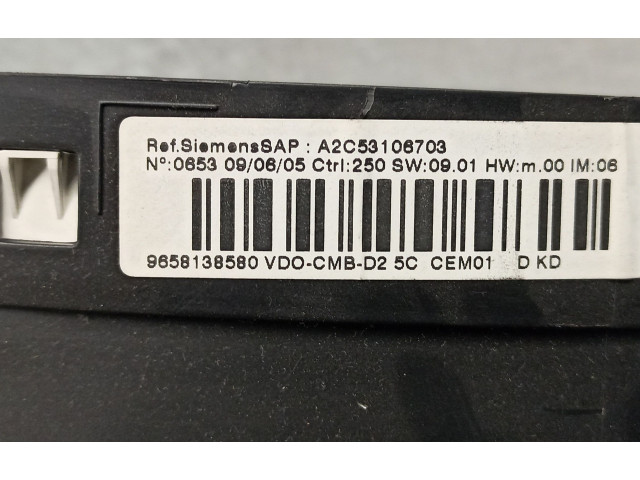 Ref.SiemensSAP : A2C53106703
Nº:0653 09/06/05 Ctrl:250 SW:09.01 HW:m.00 IM:06
9658138580 VDO-CMB-D2 5C CEM01 D KD